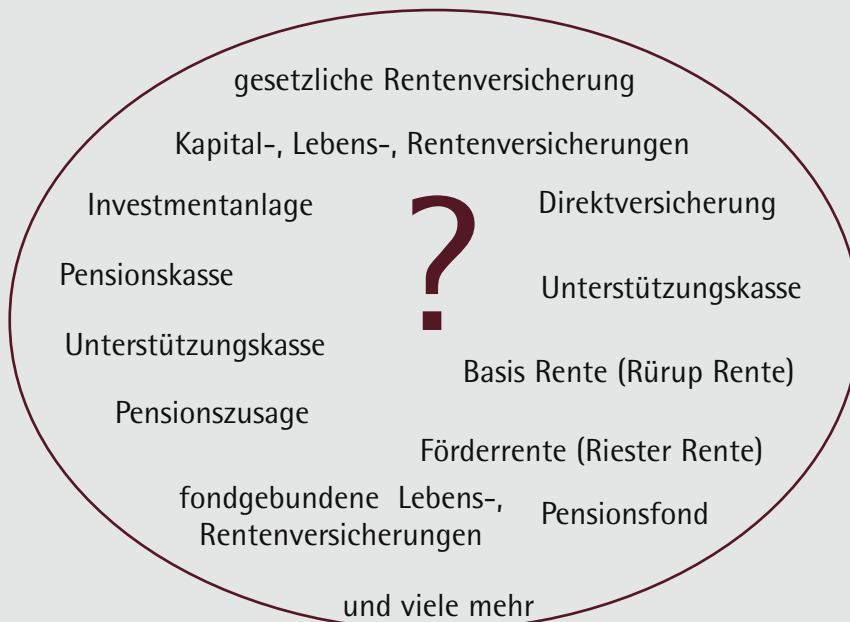 gesetzliche Rentenversicherung
Kapital-, Lebens-, Rentenversicherungen
Investmentanlage
Direktversicherung
?
Pensionskasse
Unterstützungskasse
Unterstützungskasse
Basis Rente (Rürup Rente)
Pensionszusage
Förderrente (Riester Rente)
fondgebundene Lebens-,
Rentenversicherungen
Pensionsfond
und viele mehr